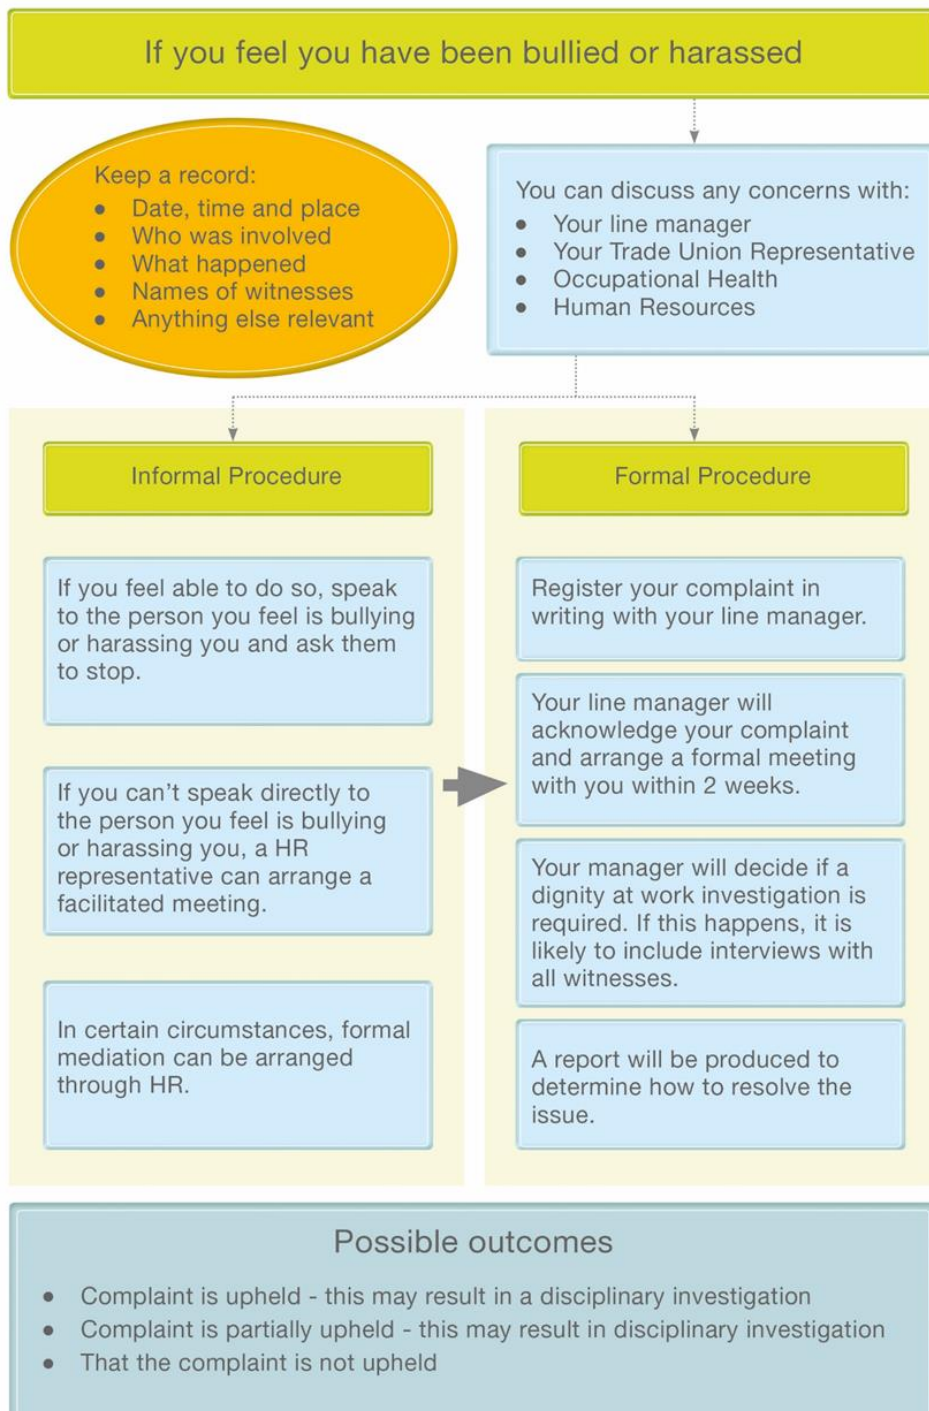 If you feel you have been bullied or harassed
Keep a record:
● Date, time and place
● Who was involved
● What happened
● Names of witnesses
● Anything else relevant
You can discuss any concerns with:
● Your line manager
● Your Trade Union Representative
● Occupational Health
● Human Resources
Informal Procedure
If you feel able to do so, speak
to the person you feel is bullying
or harassing you and ask them
to stop.
If you can't speak directly to
the person you feel is bullying
or harassing you, a HR
representative can arrange a
facilitated meeting.
In certain circumstances, formal
mediation can be arranged
through HR.
Formal Procedure
Register your complaint in
writing with your line manager.
Your line manager will
acknowledge your complaint
and arrange a formal meeting
with you within 2 weeks.
Your manager will decide if a
dignity at work investigation is
required. If this happens, it is
likely to include interviews with
all witnesses.
A report will be produced to
determine how to resolve the
issue.
Possible outcomes
● Complaint is upheld - this may result in a disciplinary investigation
● Complaint is partially upheld - this may result in disciplinary investigation
● That the complaint is not upheld